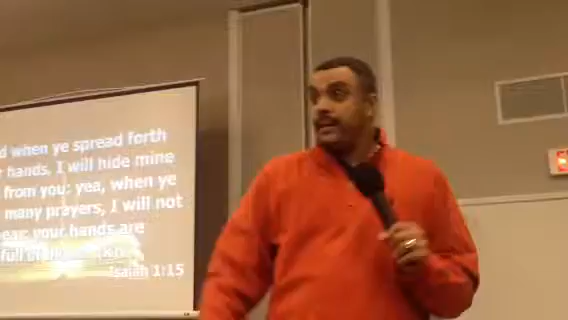 d when ye spread forth
r hands, I will hide mine
from you: yea, when ye
many prayers, I will not
ear: your hands are
full of
Isaiah 1:15